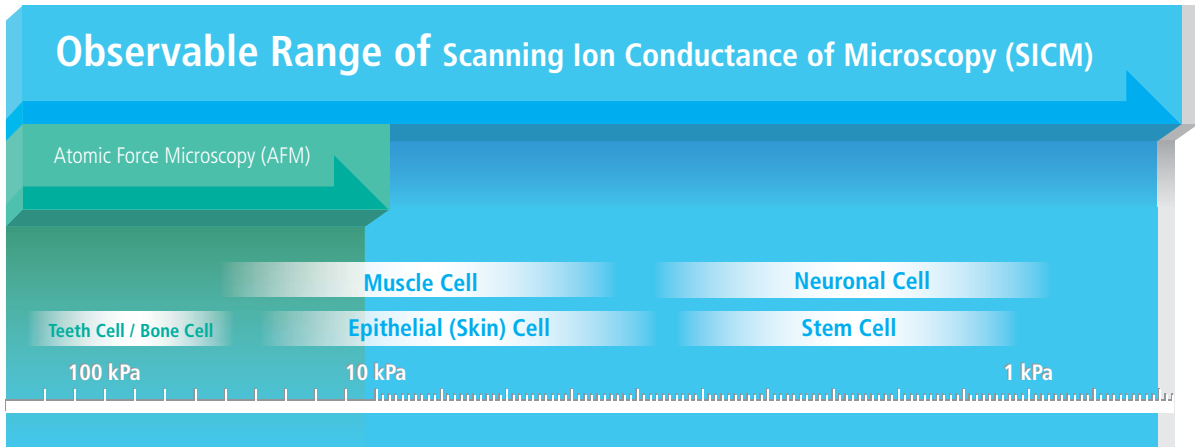 Observable Range of Scanning Ion Conductance of Microscopy (SICM)
Atomic Force Microscopy (AFM)
Muscle Cell
Neuronal Cell
Teeth Cell / Bone Cell
Epithelial (Skin) Cell
Stem Cell
100 kPa
10 kPa
1 kPa